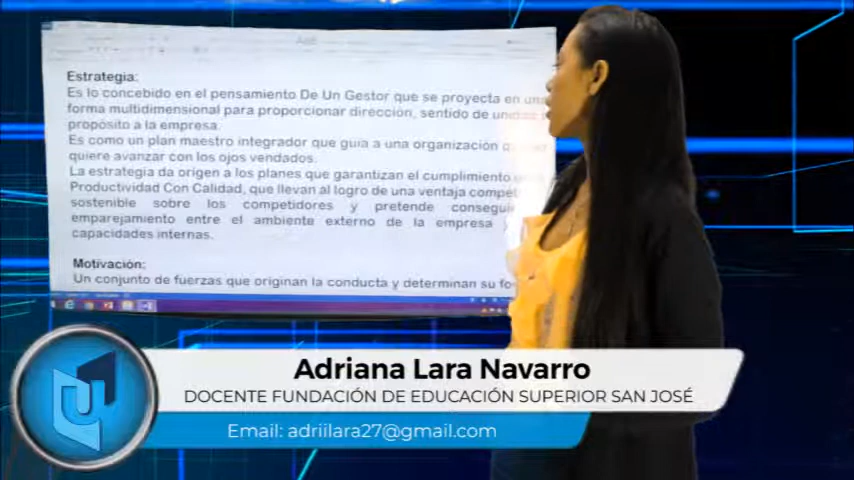 Estrategia:
Es lo concebido en el pensamiento De Un Gestor que se proyecta en una
forma multidimensional para proporcionar dirección, sentido de
propósito a la empresa.
Es como un plan maestro integrador que guía a una organización
quiere avanzar con los ojos vendados.
La estrategia da origen a los planes que garantizan el cumplimiento
Productividad Con Calidad, que llevan al logro de una ventaja
sostenible sobre los competidores y pretende
emparejamiento entre el ambiente externo de la empresa
capacidades internas.
Motivación:
Un conjunto de fuerzas que originan la conducta y determinan su
Adriana Lara Navarro
DOCENTE FUNDACIÓN DE EDUCACIÓN SUPERIOR SAN JOSÉ
Email: adriilara27@gmail.com